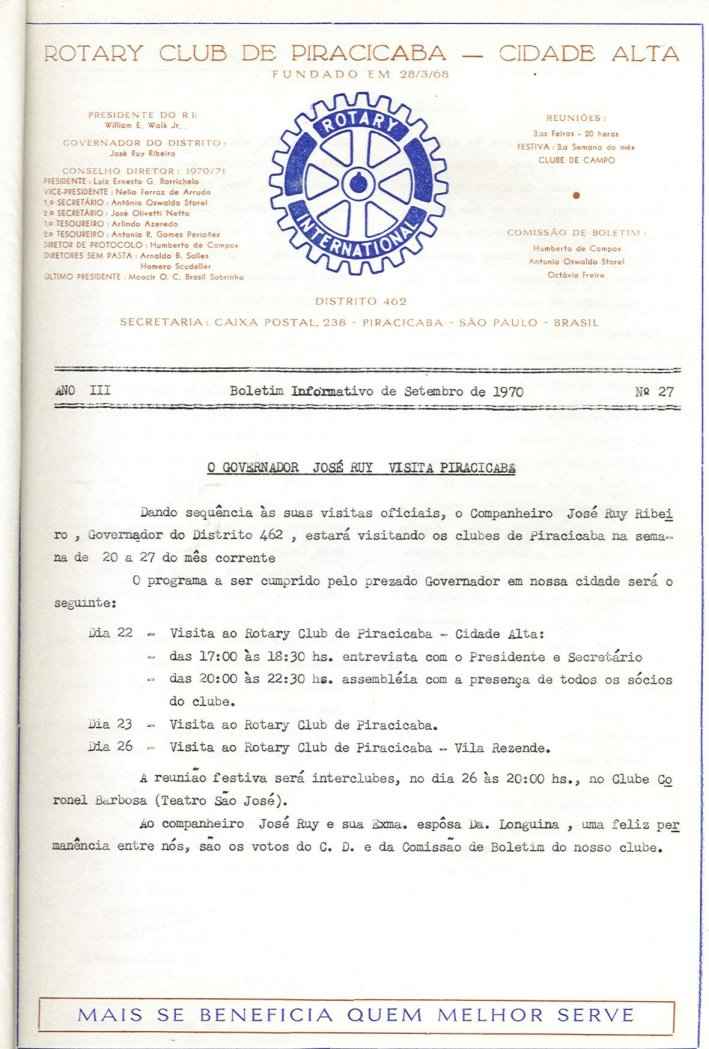 ROTARY CLUB DE PIRACICABA — CIDADE ALTA
FUNDADO EM 28/3/68
PRESIDENTE DO R I:
William E. Walk Jr.
GOVERNADOR DO DISTRITO:
José Ruy Ribeiro
CONSELHO DIRETOR: 1970/71
PRESIDENTE: Luiz Ernesto G. Barrichelo
VICE-PRESIDENTE: Nelio Ferraz de Arruda
1.º SECRETÁRIO: Antônio Oswaldo Storel
2.º SECRETÁRIO: José Olivetti Netto
1.º TESOUREIRO: Arlindo Azeredo
2.º TESOUREIRO: Antonio R. Gomes
DIRETOR DE PROTOCOLO: Humberto de Campos
DIRETORES SEM PASTA: Arnaldo B. Salles
Homero Scudeller
ÚLTIMO PRESIDENTE: Moacir O. C. Brasil Sobrinho
ROTARY
INTERNATIONAL
REUNIÕES:
3.as Feiras - 20 horas
FESTIVA: 3.a Semana do mês
CLUBE DE CAMPO
COMISSÃO DE BOLETIM:
Humberto de Campos
Antonio Oswaldo Storel
Octávio Freire
DISTRITO 462
SECRETARIA: CAIXA POSTAL, 238 - PIRACICABA - SÃO PAULO - BRASIL
ANO III Boletim Informativo de Setembro de 1970 Nº 27
O GOVERNADOR JOSÉ RUY VISITA PIRACICABA
Dando sequência às suas visitas oficiais, o Companheiro José Ruy Ribei
ro , Governador do Distrito 462 , estará visitando os clubes de Piracicaba na sema-
na de 20 a 27 do mês corrente
O programa a ser cumprido pelo prezado Governador em nossa cidade será o
seguinte:
Dia 22 - Visita ao Rotary Club de Piracicaba - Cidade Alta:
- das 17:00 às 18:30 hs. entrevista com o Presidente e Secretário
- das 20:00 às 22:30 hs. assembléia com a presença de todos os sócios
do clube.
Dia 23 - Visita ao Rotary Club de Piracicaba.
Dia 26 - Visita ao Rotary Club de Piracicaba - Vila Rezende.
A reunião festiva será interclubes, no dia 26 às 20:00 hs., no Clube Co
ronel Barbosa (Teatro São José).
Ao companheiro José Ruy e sua Exma. espôsa Da. Longuina , uma feliz per
manência entre nós, são os votos do C. D. e da Comissão de Boletim do nosso clube.
MAIS SE BENEFICIA QUEM MELHOR SERVE